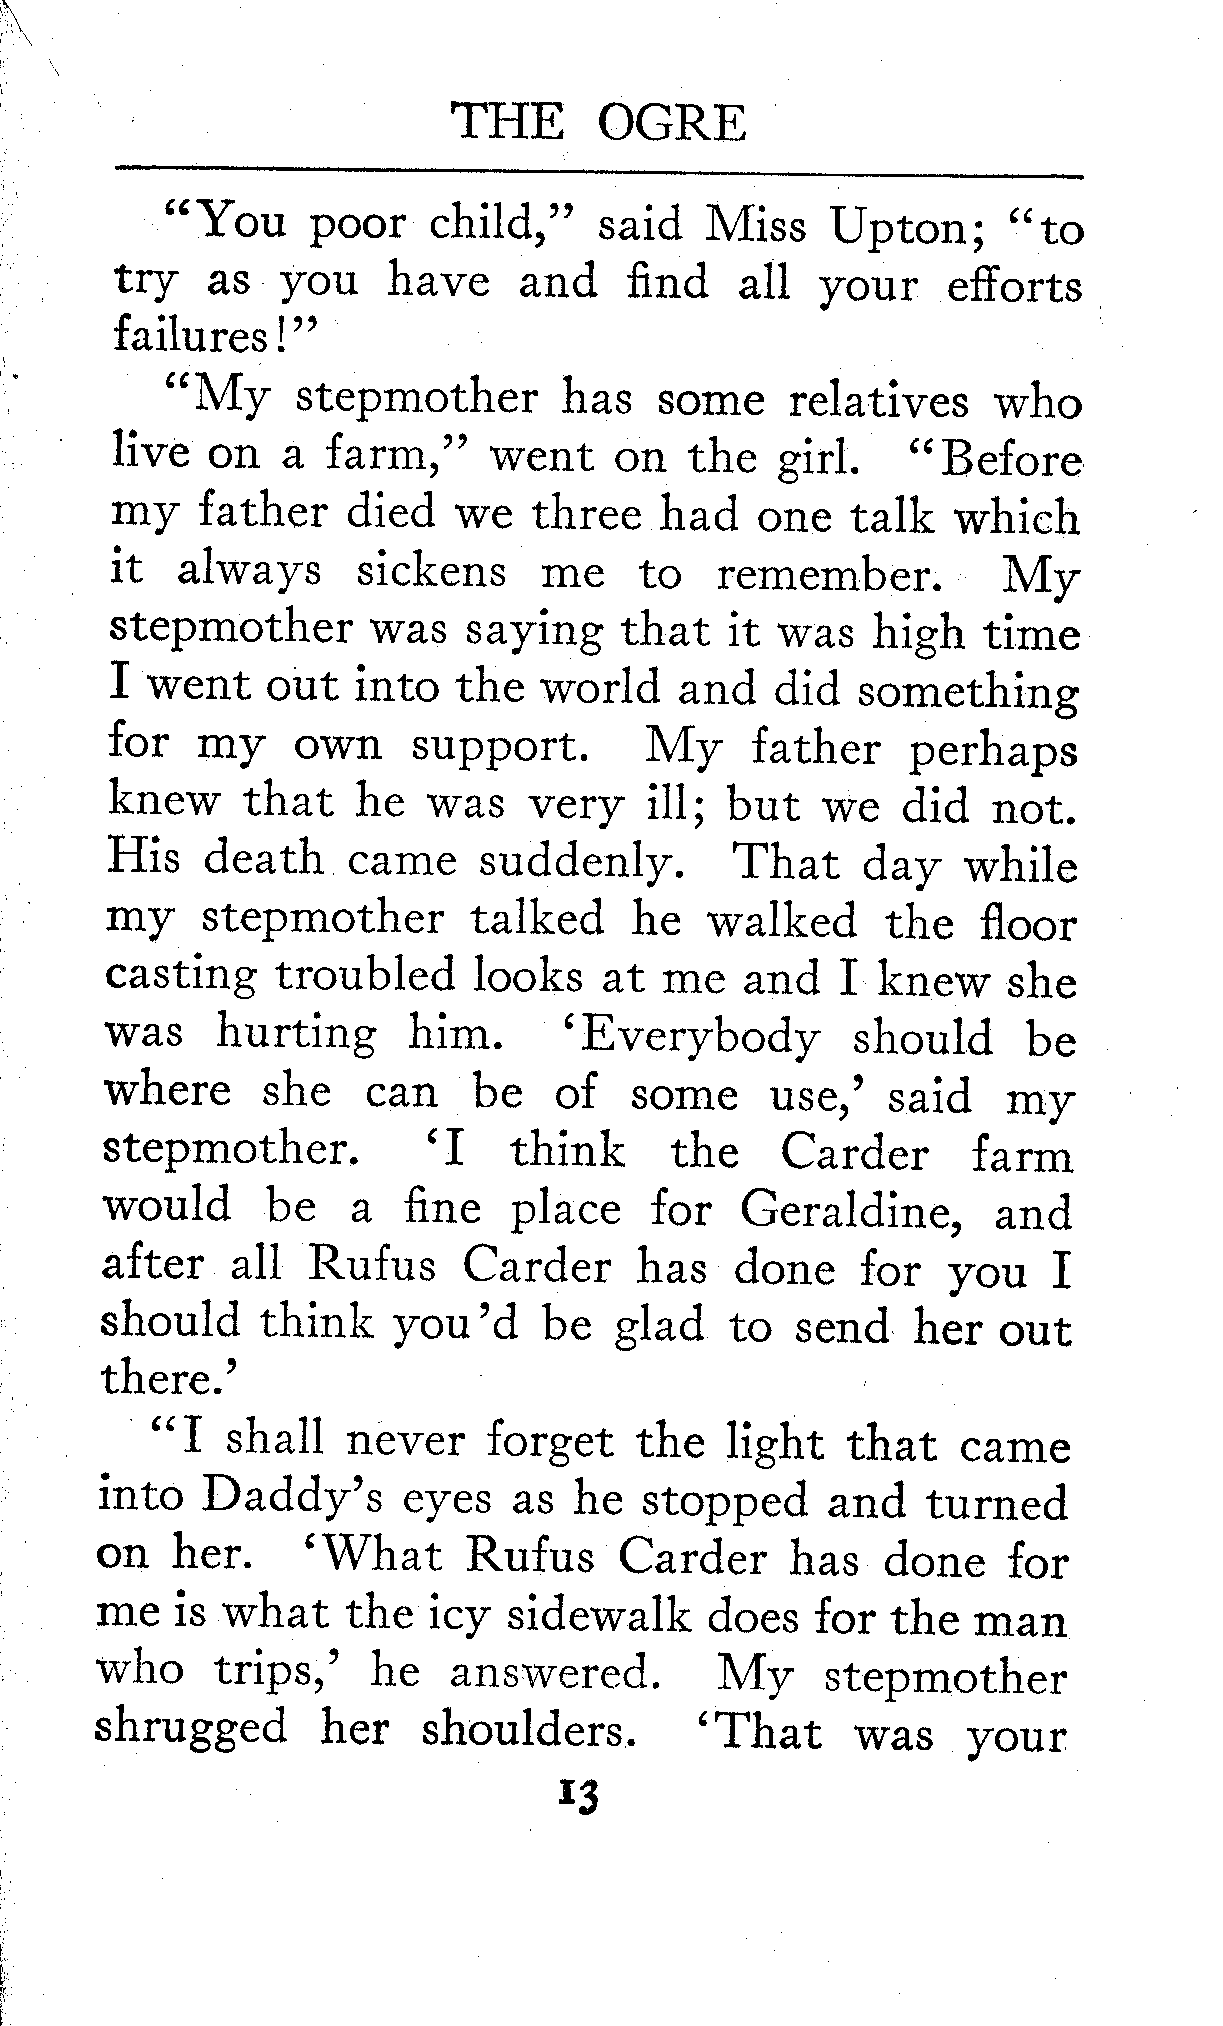 THE OGRE
“You poor child,” said Miss Upton; “to
try as you have and find all your efforts
failures!”
“My stepmother has some relatives who
live on a farm,” went on the girl. “Before
my father died we three had one talk which
it always sickens me to remember. My
stepmother was saying that it was high time
I went out into the world and did something
for my own support. My father perhaps
knew that he was very ill; but we did not.
His death came suddenly. That day while
my stepmother talked he walked the floor
casting troubled looks at me and I knew she
was hurting him. ‘Everybody should be
where she can be of some use,’ said my
stepmother. ‘I think the Carder farm
would be a fine place for Geraldine, and
after all Rufus Carder has done for you I
should think you’d be glad to send her out
there.’
“I shall never forget the light that came
into Daddy’s eyes as he stopped and turned
on her. ‘What Rufus Carder has done for
me is what the icy sidewalk does for the man
who trips,’ he answered. My stepmother
shrugged her shoulders. ‘That was your
13